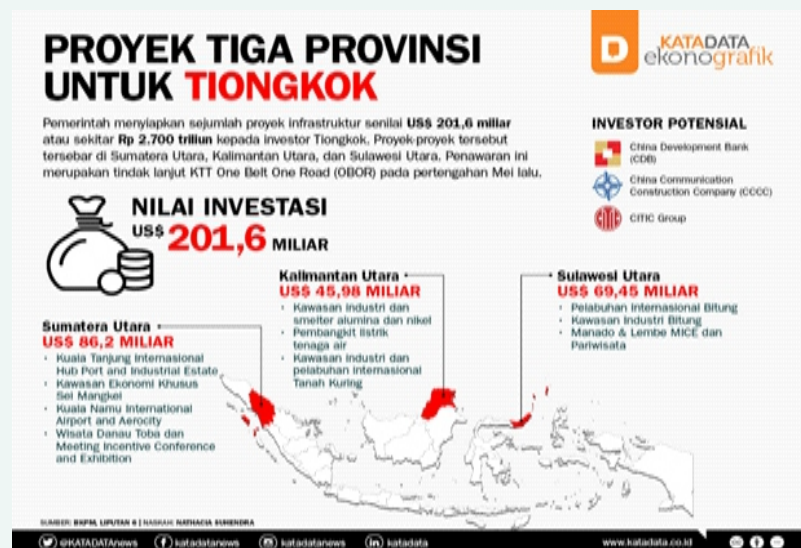 PROYEK TIGA PROVINSI
UNTUK TIONGKOK
D KATADATA
ekonografik
Pemerintah menyiapkan sejumlah proyek infrastruktur senilai US$ 201,6 miliar
atau sekitar Rp 2.700 triliun kepada investor Tiongkok. Proyek-proyek tersebut
tersebar di Sumatera Utara, Kalimantan Utara, dan Sulawesi Utara. Penawaran ini
merupakan tindak lanjut KTT One Belt One Road (OBOR) pada pertengahan Mei lalu.
INVESTOR POTENSIAL
China Development Bank
(CDB)
China Communication
Construction Company (CCCC)
CITIC
CITIC Group
NILAI INVESTASI
US$ 201,6 MILIAR
Kalimantan Utara
US$ 45,98 MILIAR
• Kawasan industri dan
smelter alumina dan nikel
• Pembangkit listrik
tenaga air
• Kawasan industri dan
pelabuhan internasional
Tanah Kuring
Sulawesi Utara
US$ 69,45 MILIAR
• Pelabuhan Internasional Bitung
• Kawasan Industri Bitung
• Manado & Lembe MICE dan
Pariwisata
Sumatera Utara
US$ 86,2 MILIAR
• Kuala Tanjung Internasional
Hub Port and Industrial Estate
• Kawasan Ekonomi Khusus
Sei Mangkei
• Kuala Namu International
Airport and Aerocity
• Wisata Danau Toba dan
Meeting Incentive Conference
and Exhibition
SUMBER: BKPM, LIPUTAN 6 | NASKAH: NATHACIA SUHENDRA
@KATADATAnews katadatanews katadatanews katadata www.katadata.co.id